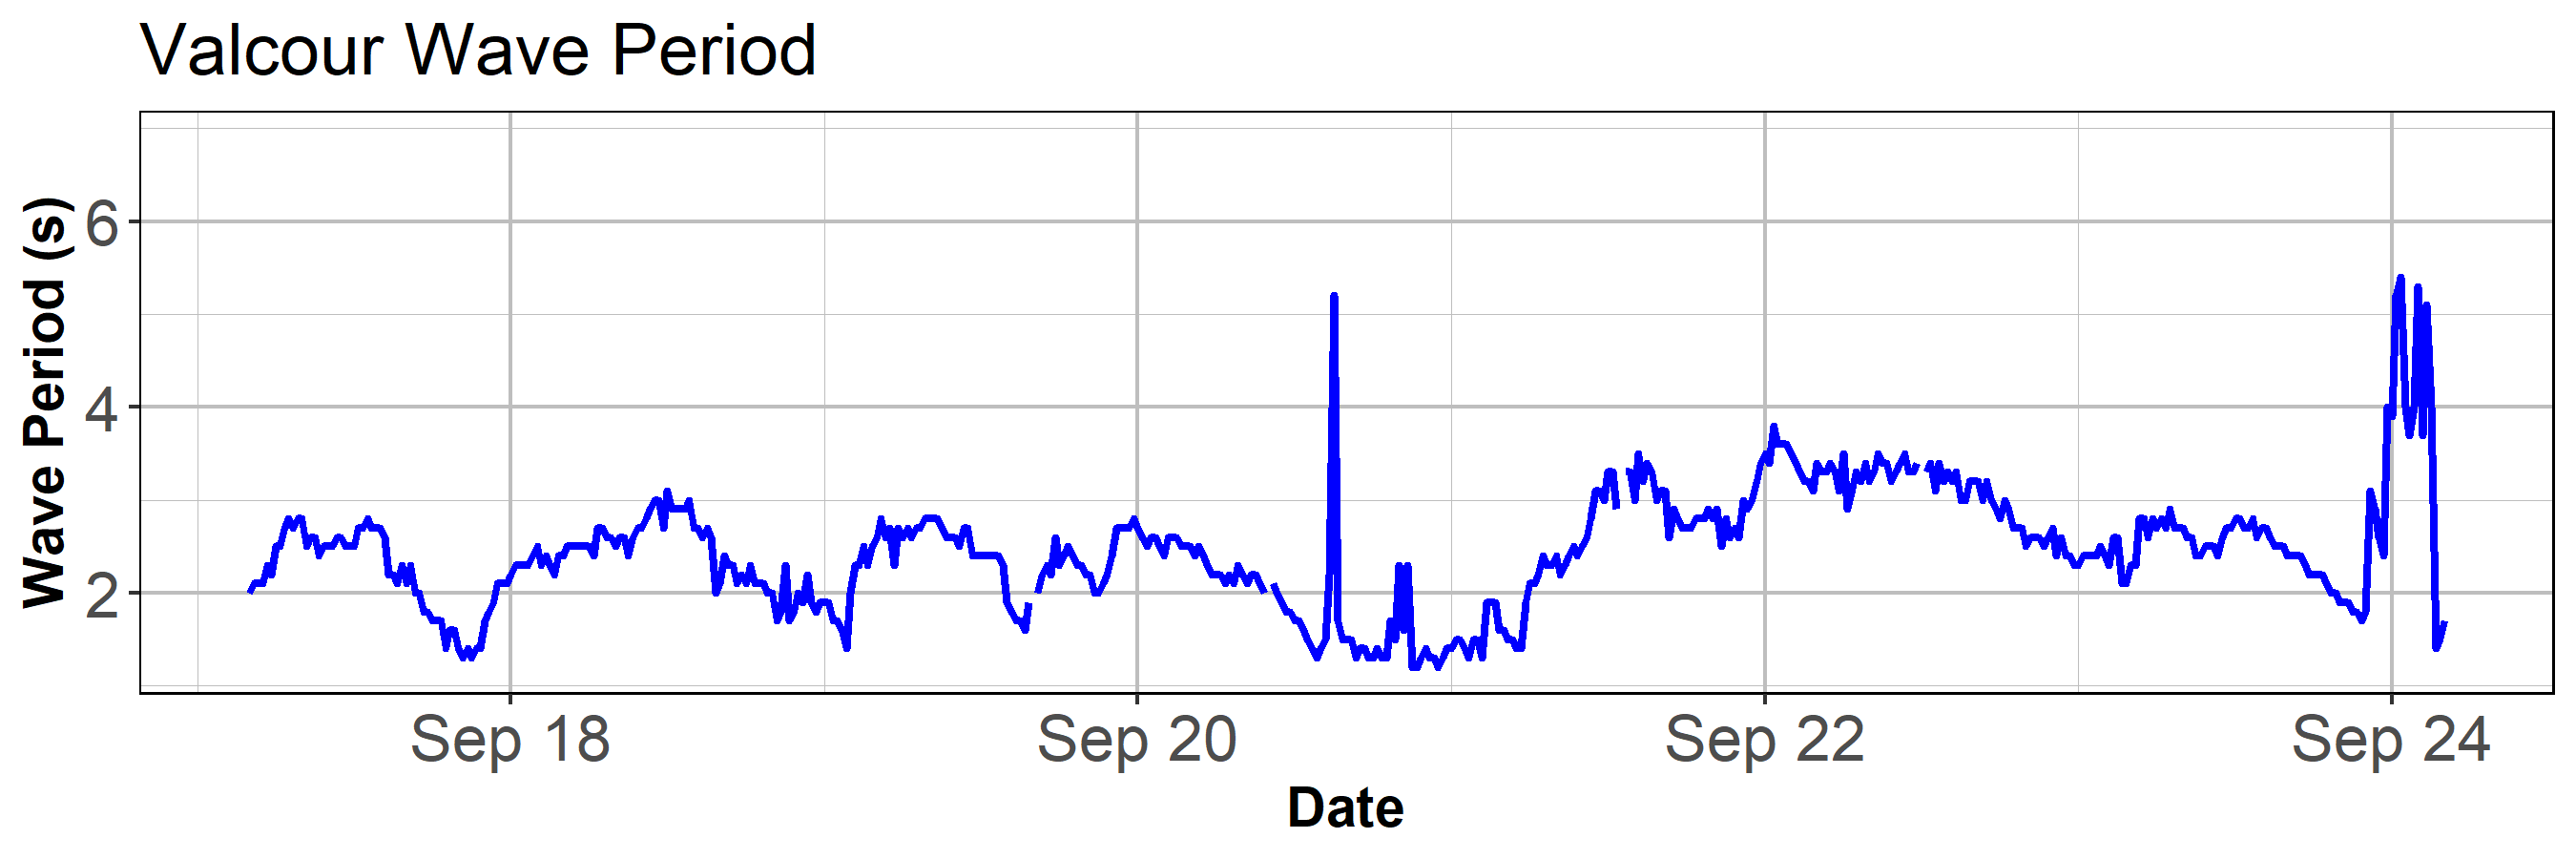 Valcour Wave Period
Wave Period (s)
6
4
2
Sep 18
Sep 20
Sep 22
Sep 24
Date